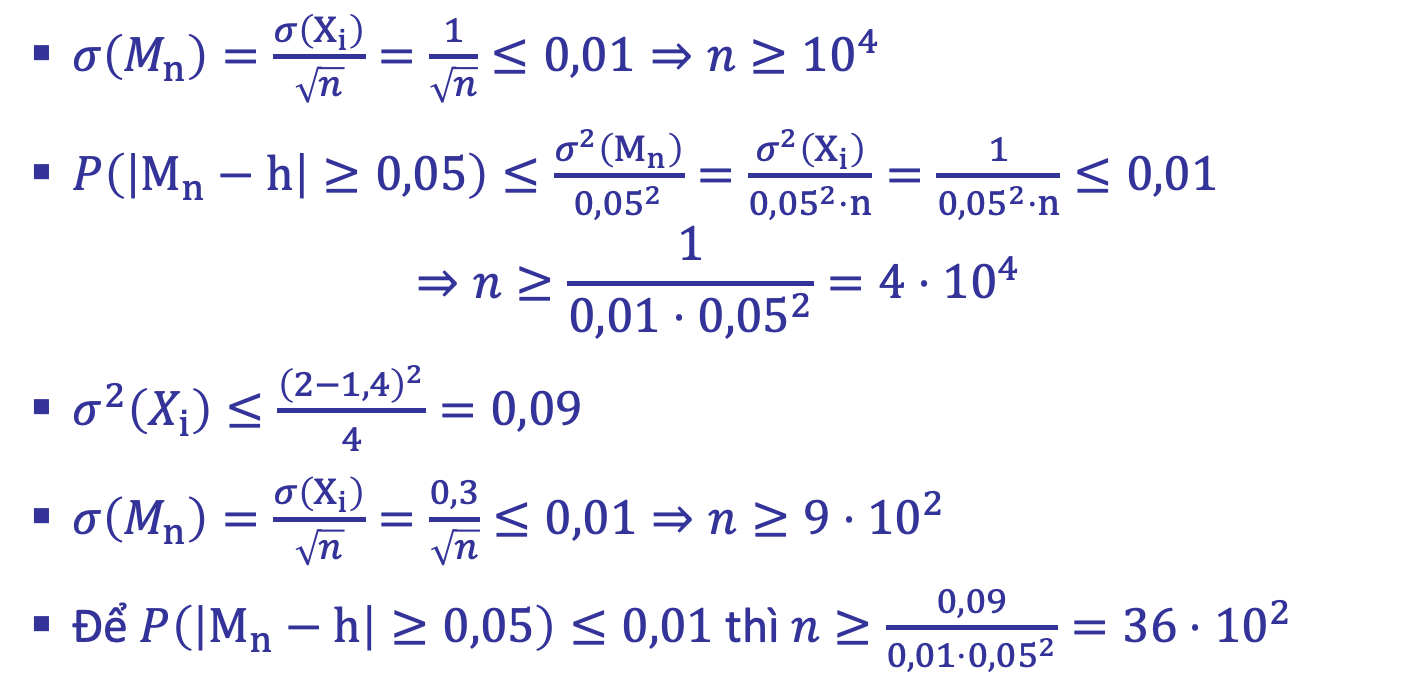 ▪ σ(Mₙ) = σ(Xᵢ)/√n = 1/√n ≤ 0,01 ⇒ n ≥ 10⁴
▪ P(|Mₙ − h| ≥ 0,05) ≤ σ²(Mₙ)/0,05² = σ²(Xᵢ)/(0,05²·n) = 1/(0,05²·n) ≤ 0,01
⇒ n ≥ 1/(0,01 · 0,05²) = 4 · 10⁴
▪ σ²(Xᵢ) ≤ (2−1,4)²/4 = 0,09
▪ σ(Mₙ) = σ(Xᵢ)/√n = 0,3/√n ≤ 0,01 ⇒ n ≥ 9 · 10²
▪ Để P(|Mₙ − h| ≥ 0,05) ≤ 0,01 thì n ≥ 0,09/(0,01·0,05²) = 36 · 10²